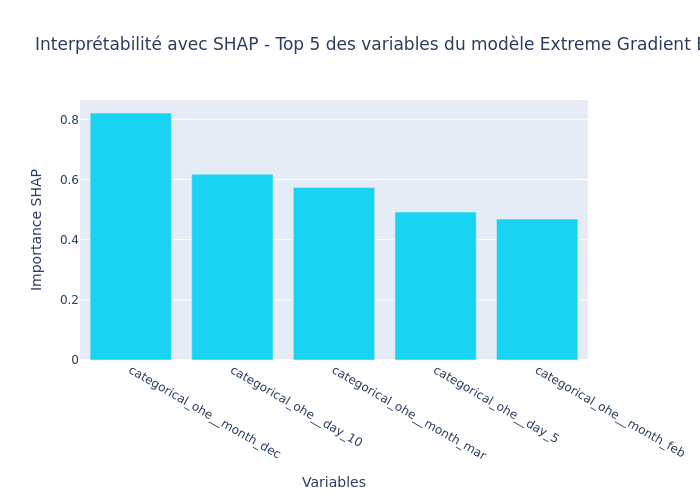 Interprétabilité avec SHAP - Top 5 des variables du modèle Extreme Gradient
Importance SHAP
0.8
0.6
0.4
0.2
0
categorical_ohe__month_dec
categorical_ohe__day_10
categorical_ohe__month_mar
categorical_ohe__day_5
categorical_ohe__month_feb
Variables